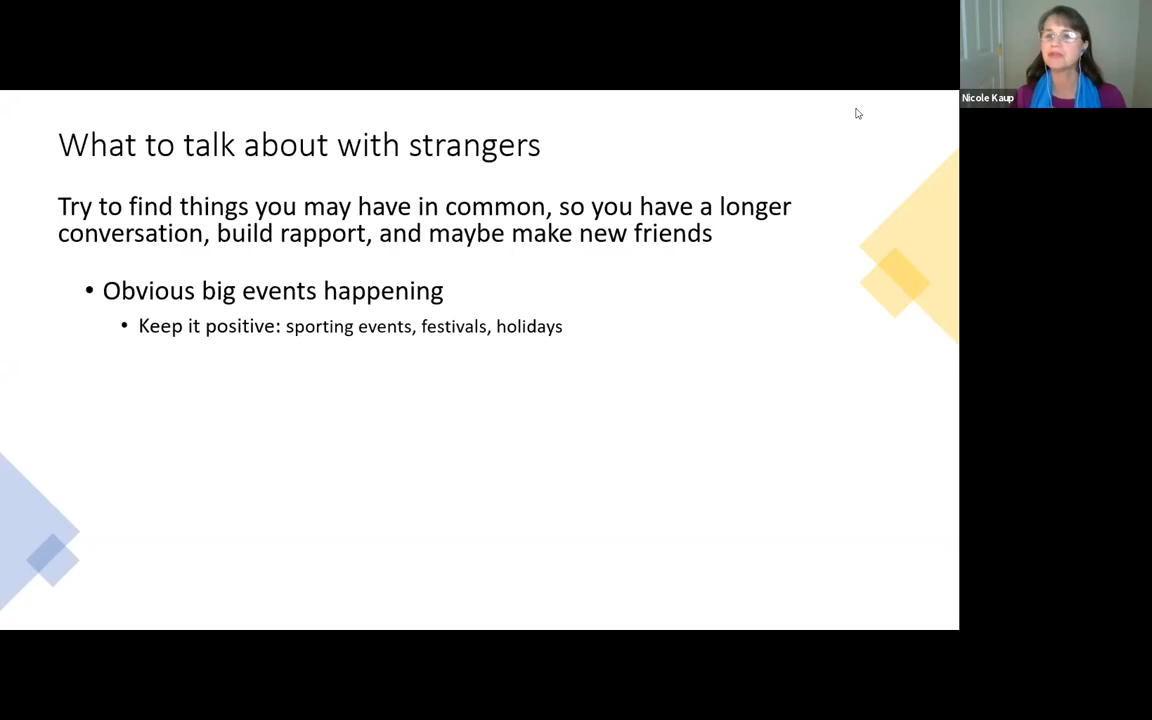 Nicole Kaup
What to talk about with strangers
Try to find things you may have in common, so you have a longer
conversation, build rapport, and maybe make new friends
• Obvious big events happening
• Keep it positive: sporting events, festivals, holidays